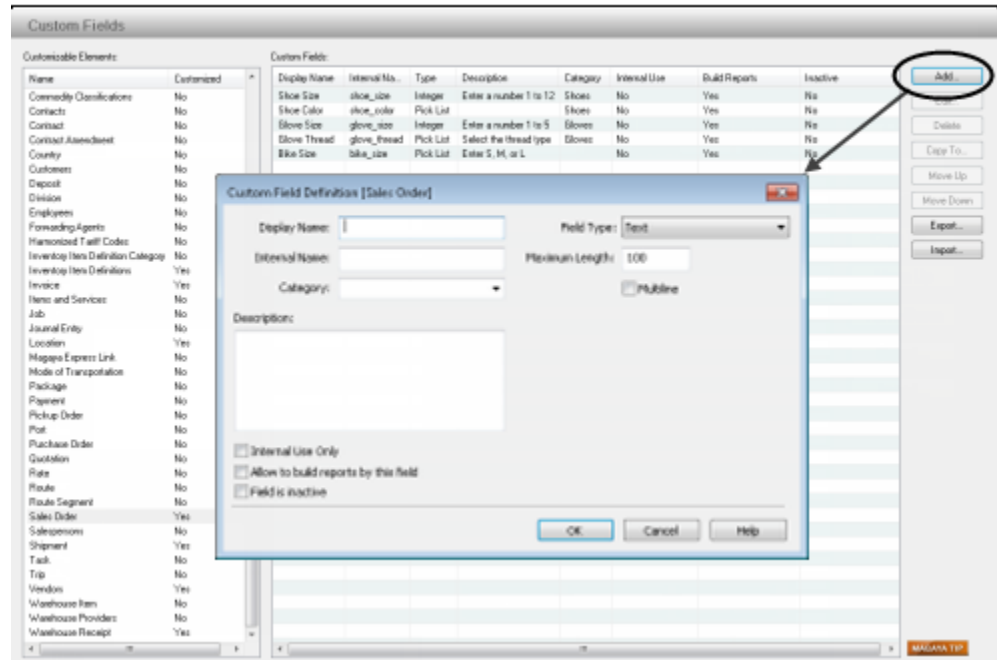 Custom Fields
Customizable Elements:
Name Customized
Commodity Classifications No
Contacts No
Contract No
Contract Amendment No
Country No
Customers No
Deposit No
Division No
Employees No
Forwarding Agents No
Harmonized Tariff Codes No
Inventory Item Definition Category No
Inventory Item Definitions Yes
Invoice Yes
Items and Services No
Job No
Journal Entry No
Location Yes
Magaya Express Link No
Mode of Transportation No
Package No
Payment No
Pickup Order No
Port No
Purchase Order No
Quotation No
Rate No
Route No
Route Segment No
Sales Order Yes
Salespersons No
Shipment Yes
Task No
Trip No
Vendors Yes
Warehouse Item No
Warehouse Providers No
Warehouse Receipt Yes
Custom Fields:
Display Name Internal Na... Type Description Category Internal Use Build Reports Inactive
Shoe Size shoe_size Integer Enter a number 1 to 12 Shoes No Yes No
Shoe Color shoe_color Pick List Shoes No Yes No
Glove Size glove_size Integer Enter a number 1 to 5 Gloves No Yes No
Glove Thread glove_thread Pick List Select the thread type Gloves No Yes No
Bike Size bike_size Pick List Enter S, M, or L No Yes No
Add...
Delete
Copy To...
Move Up
Move Down
Export...
Import...
Custom Field Definition [Sales Order]
Display Name:
Field Type: Text
Internal Name:
Maximum Length: 100
Category:
Multiline
Description:
Internal Use Only
Allow to build reports by this field
Field is inactive
OK Cancel Help
MAGAYA TIP